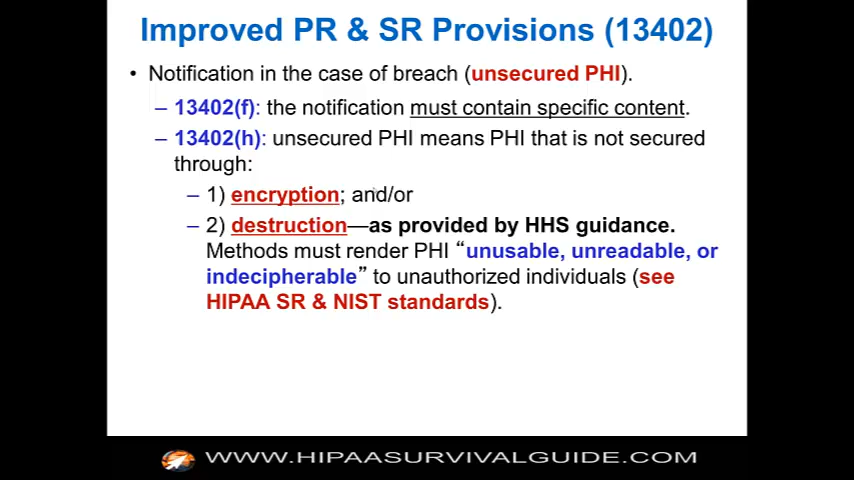 Improved PR & SR Provisions (13402)
• Notification in the case of breach (unsecured PHI).
– 13402(f): the notification must contain specific content.
– 13402(h): unsecured PHI means PHI that is not secured
through:
– 1) encryption; and/or
– 2) destruction—as provided by HHS guidance.
Methods must render PHI “unusable, unreadable, or
indecipherable” to unauthorized individuals (see
HIPAA SR & NIST standards).
WWW.HIPAASURVIVALGUIDE.COM